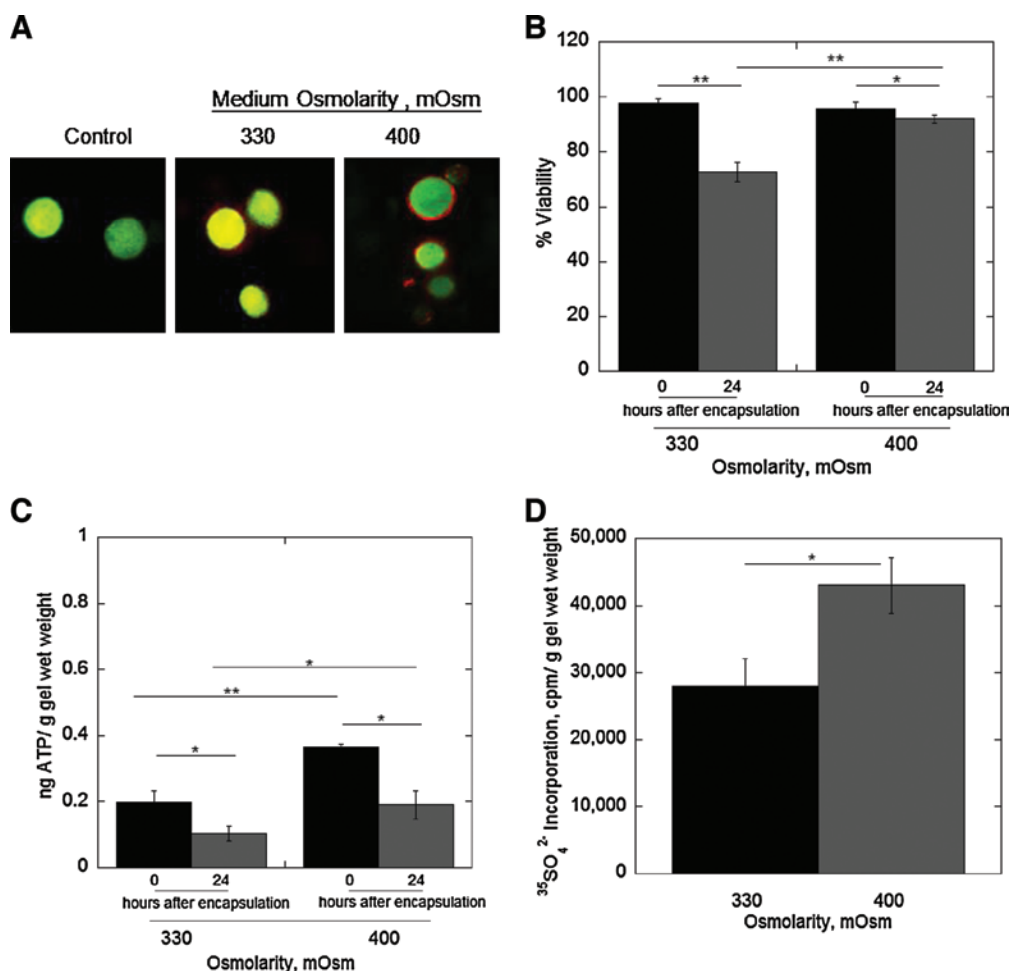 A
Medium Osmolarity , mOsm
Control
330
400
B
% Viability
120
100
80
60
40
20
0
**
**
*
0
24
0
24
hours after encapsulation
hours after encapsulation
330
400
Osmolarity, mOsm
C
ng ATP/ g gel wet weight
1
0.8
0.6
0.4
0.2
0
*
**
*
*
0
24
0
24
hours after encapsulation
hours after encapsulation
330
400
Osmolarity, mOsm
D
³⁵SO₄²⁻ Incorporation, cpm/ g gel wet weight
50,000
40,000
30,000
20,000
10,000
0
*
330
400
Osmolarity, mOsm